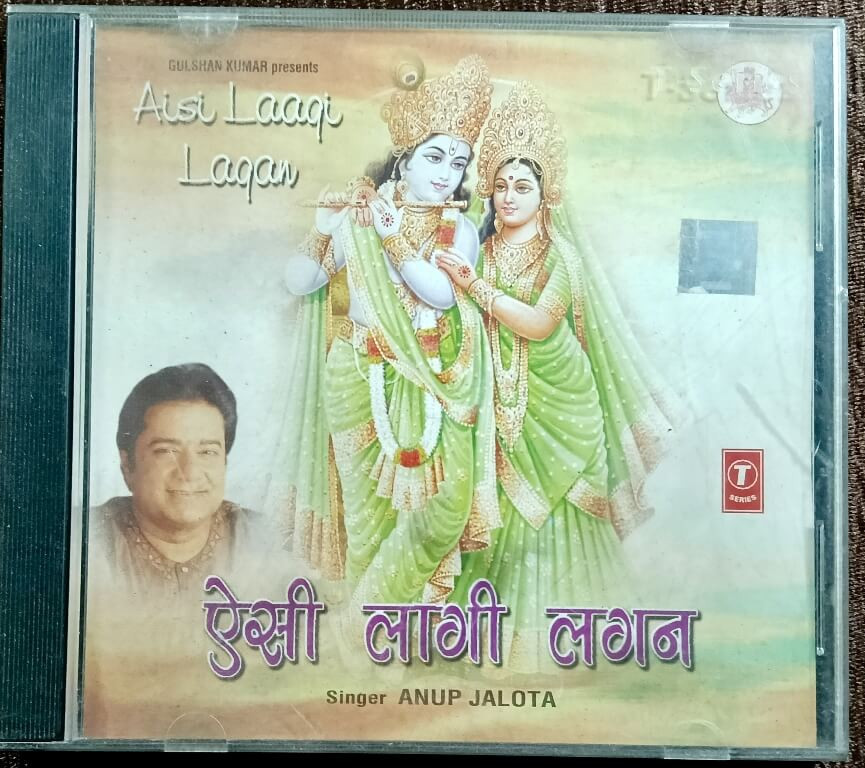 GULSHAN KUMAR presents
Aisi Laagi
Lagan
T
SERIES
ऐसी लागी लगन
Singer ANUP JALOTA